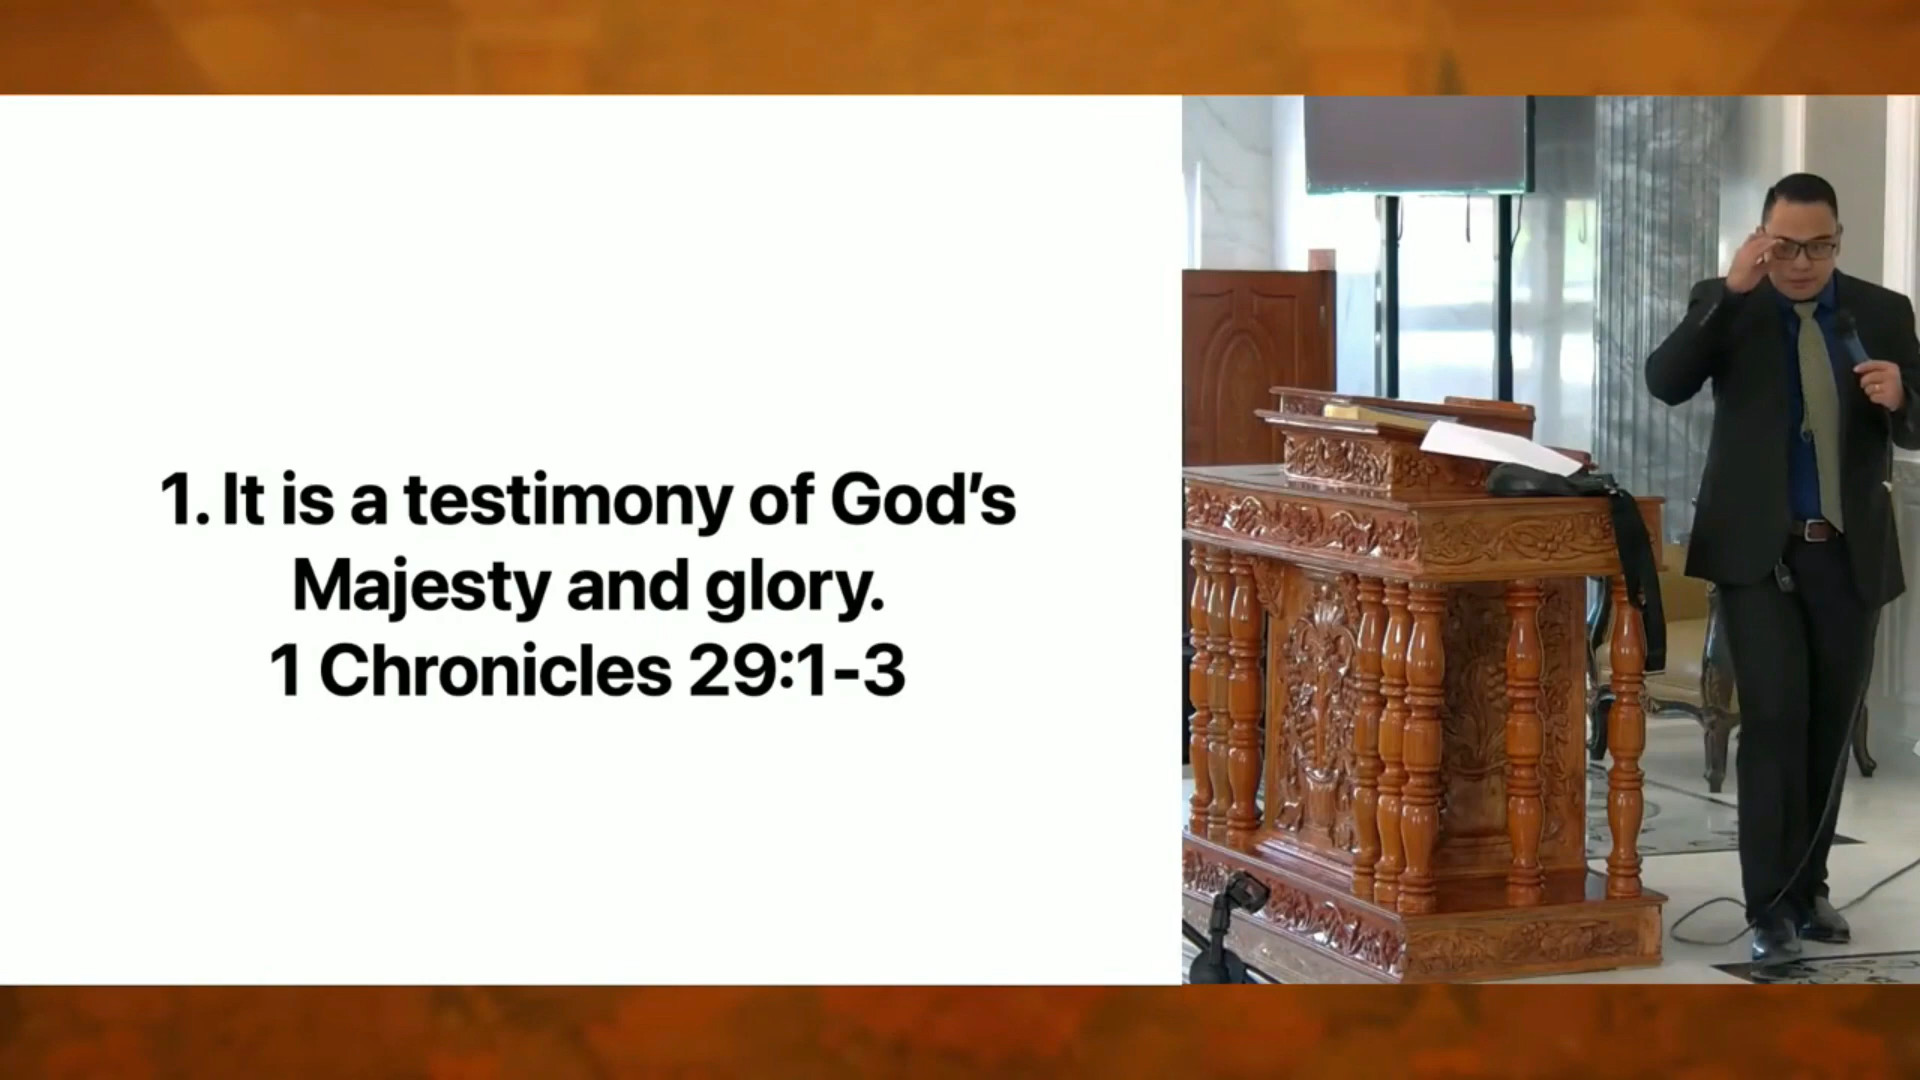 1. It is a testimony of God’s
Majesty and glory.
1 Chronicles 29:1-3